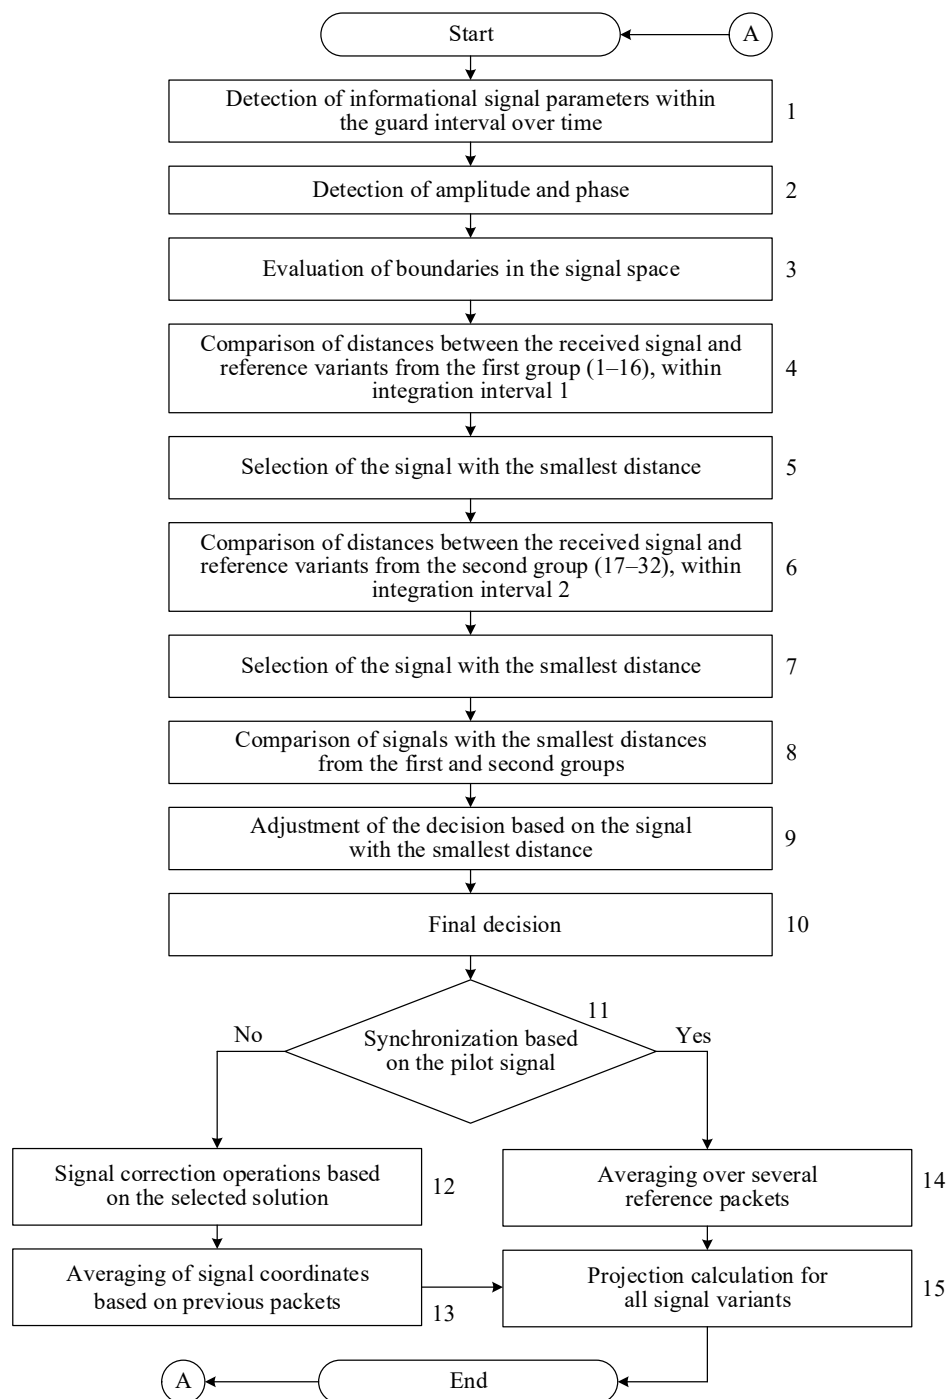 Start
A
Detection of informational signal parameters within
the guard interval over time
1
Detection of amplitude and phase
2
Evaluation of boundaries in the signal space
3
Comparison of distances between the received signal and
reference variants from the first group (1–16), within
integration interval 1
4
Selection of the signal with the smallest distance
5
Comparison of distances between the received signal and
reference variants from the second group (17–32), within
integration interval 2
6
Selection of the signal with the smallest distance
7
Comparison of signals with the smallest distances
from the first and second groups
8
Adjustment of the decision based on the signal
with the smallest distance
9
Final decision
10
11
Synchronization based
on the pilot signal
No
Yes
Signal correction operations based
on the selected solution
12
Averaging over several
reference packets
14
Averaging of signal coordinates
based on previous packets
13
Projection calculation for
all signal variants
15
A
End